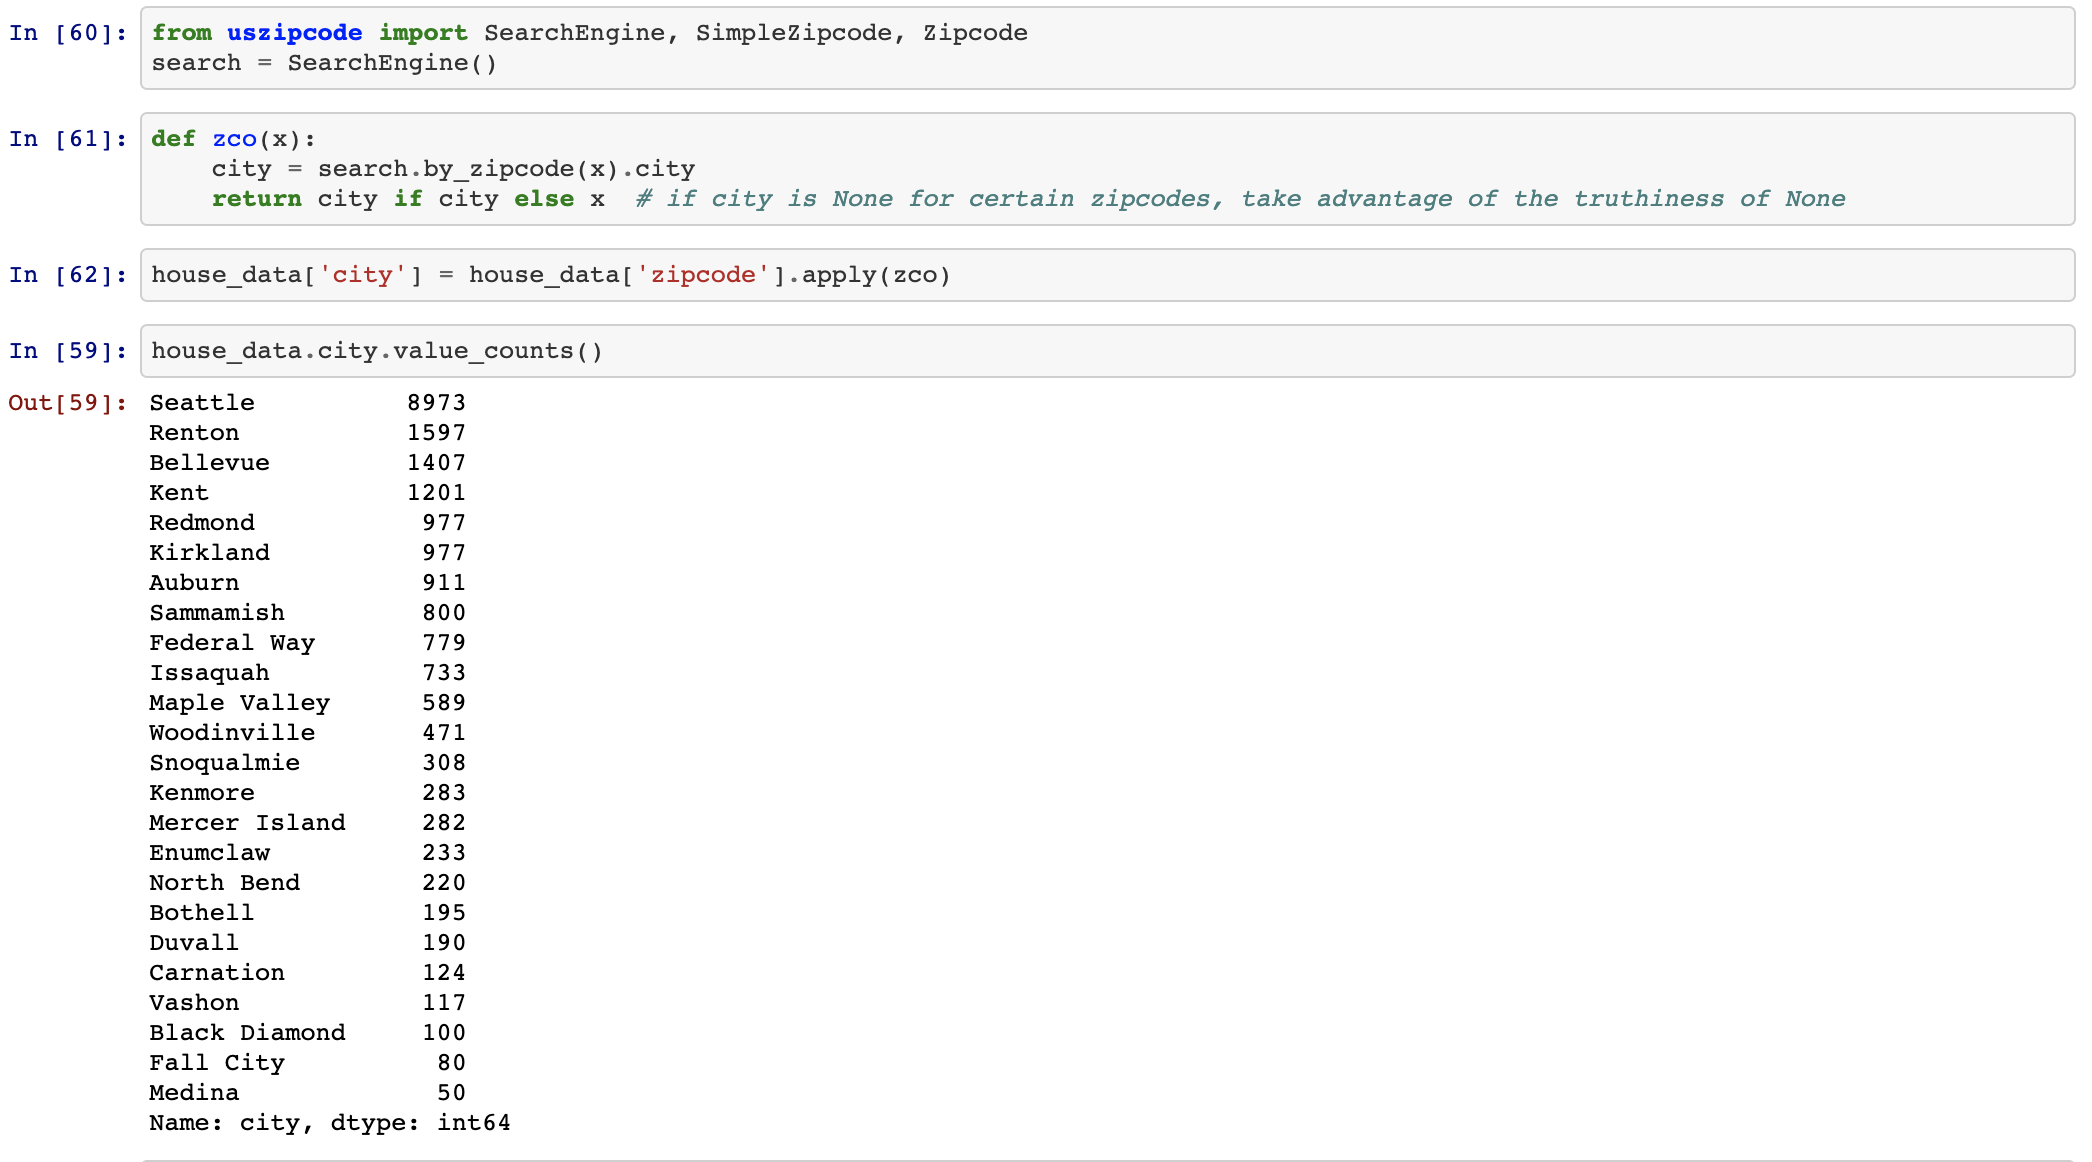 In [60]: from uszipcode import SearchEngine, SimpleZipcode, Zipcode
search = SearchEngine()
In [61]: def zco(x):
    city = search.by_zipcode(x).city
    return city if city else x  # if city is None for certain zipcodes, take advantage of the truthiness of None
In [62]: house_data['city'] = house_data['zipcode'].apply(zco)
In [59]: house_data.city.value_counts()
Out[59]: Seattle          8973
Renton           1597
Bellevue         1407
Kent             1201
Redmond           977
Kirkland          977
Auburn            911
Sammamish         800
Federal Way       779
Issaquah          733
Maple Valley      589
Woodinville       471
Snoqualmie        308
Kenmore           283
Mercer Island     282
Enumclaw          233
North Bend        220
Bothell           195
Duvall            190
Carnation         124
Vashon            117
Black Diamond     100
Fall City          80
Medina             50
Name: city, dtype: int64